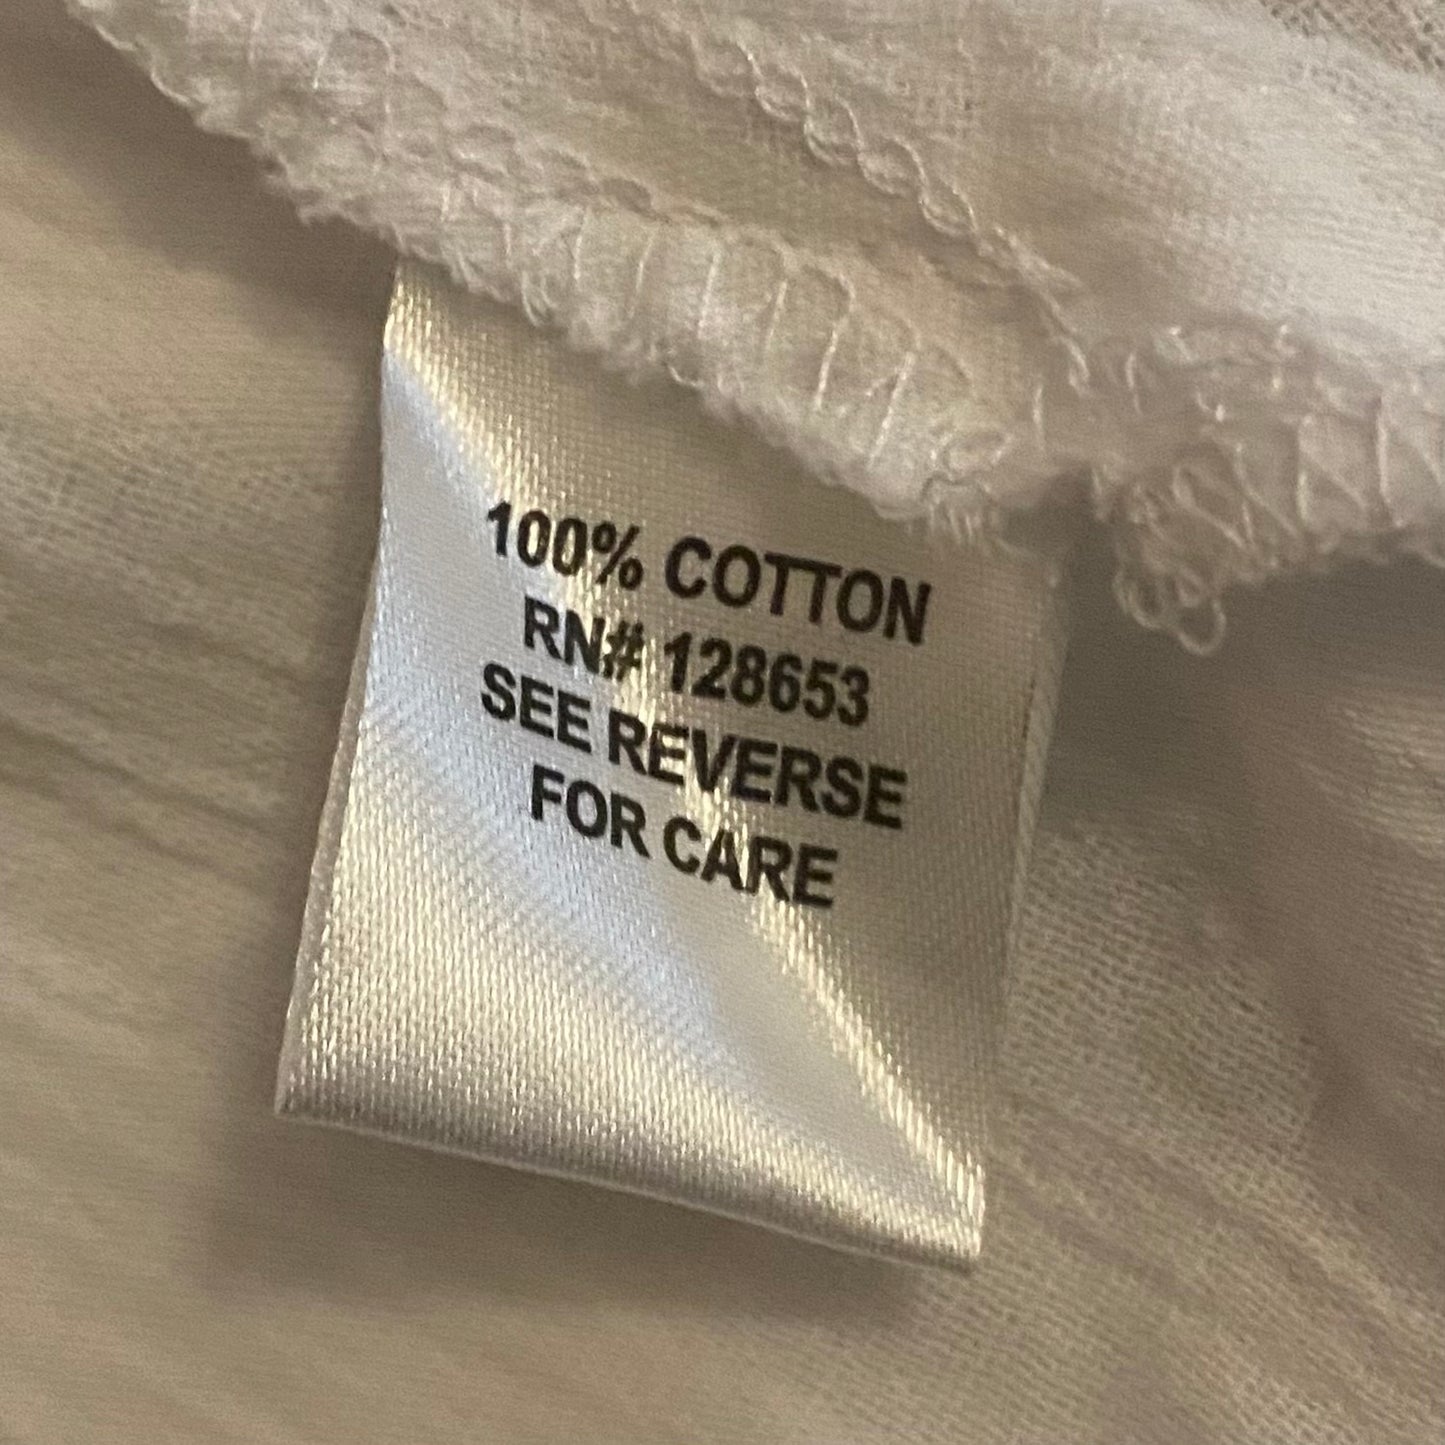 100% COTTON
RN# 128653
SEE REVERSE
FOR CARE